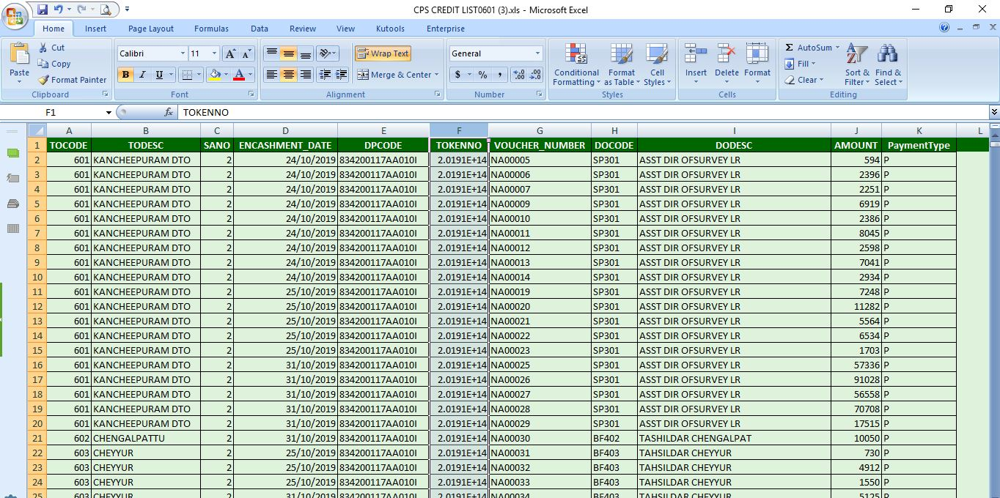 CPS CREDIT LIST0601 (3).xls - Microsoft Excel
Home Insert Page Layout Formulas Data Review View Kutools Enterprise
Paste Cut Calibri 11 A A Wrap Text General Conditional Formatting Format as Table Cell Styles Insert Delete Format Σ AutoSum Sort & Filter Find & Select
Copy B I U A Merge & Center $ % , Fill
Format Painter Clear
Clipboard Font Alignment Number Styles Cells Editing
F1 fx TOKENNO
A B C D E F G H I J K L
1 TOCODE TODESC SANO ENCASHMENT_DATE DPCODE TOKENNO VOUCHER_NUMBER DOCODE DODESC AMOUNT PaymentType
2 601 KANCHEEPURAM DTO 2 24/10/2019 834200117AA010I 2.0191E+14 NA00005 SP301 ASST DIR OFSURVEY LR 594 P
3 601 KANCHEEPURAM DTO 2 24/10/2019 834200117AA010I 2.0191E+14 NA00006 SP301 ASST DIR OFSURVEY LR 2396 P
4 601 KANCHEEPURAM DTO 2 24/10/2019 834200117AA010I 2.0191E+14 NA00007 SP301 ASST DIR OFSURVEY LR 2251 P
5 601 KANCHEEPURAM DTO 2 24/10/2019 834200117AA010I 2.0191E+14 NA00009 SP301 ASST DIR OFSURVEY LR 6919 P
6 601 KANCHEEPURAM DTO 2 24/10/2019 834200117AA010I 2.0191E+14 NA00010 SP301 ASST DIR OFSURVEY LR 2386 P
7 601 KANCHEEPURAM DTO 2 24/10/2019 834200117AA010I 2.0191E+14 NA00011 SP301 ASST DIR OFSURVEY LR 8045 P
8 601 KANCHEEPURAM DTO 2 24/10/2019 834200117AA010I 2.0191E+14 NA00012 SP301 ASST DIR OFSURVEY LR 2598 P
9 601 KANCHEEPURAM DTO 2 24/10/2019 834200117AA010I 2.0191E+14 NA00013 SP301 ASST DIR OFSURVEY LR 7041 P
10 601 KANCHEEPURAM DTO 2 24/10/2019 834200117AA010I 2.0191E+14 NA00014 SP301 ASST DIR OFSURVEY LR 2934 P
11 601 KANCHEEPURAM DTO 2 25/10/2019 834200117AA010I 2.0191E+14 NA00019 SP301 ASST DIR OFSURVEY LR 7248 P
12 601 KANCHEEPURAM DTO 2 25/10/2019 834200117AA010I 2.0191E+14 NA00020 SP301 ASST DIR OFSURVEY LR 11282 P
13 601 KANCHEEPURAM DTO 2 25/10/2019 834200117AA010I 2.0191E+14 NA00021 SP301 ASST DIR OFSURVEY LR 5564 P
14 601 KANCHEEPURAM DTO 2 25/10/2019 834200117AA010I 2.0191E+14 NA00022 SP301 ASST DIR OFSURVEY LR 6534 P
15 601 KANCHEEPURAM DTO 2 25/10/2019 834200117AA010I 2.0191E+14 NA00023 SP301 ASST DIR OFSURVEY LR 1703 P
16 601 KANCHEEPURAM DTO 2 31/10/2019 834200117AA010I 2.0191E+14 NA00025 SP301 ASST DIR OFSURVEY LR 57336 P
17 601 KANCHEEPURAM DTO 2 31/10/2019 834200117AA010I 2.0191E+14 NA00026 SP301 ASST DIR OFSURVEY LR 91028 P
18 601 KANCHEEPURAM DTO 2 31/10/2019 834200117AA010I 2.0191E+14 NA00027 SP301 ASST DIR OFSURVEY LR 56558 P
19 601 KANCHEEPURAM DTO 2 31/10/2019 834200117AA010I 2.0191E+14 NA00028 SP301 ASST DIR OFSURVEY LR 70708 P
20 601 KANCHEEPURAM DTO 2 31/10/2019 834200117AA010I 2.0191E+14 NA00029 SP301 ASST DIR OFSURVEY LR 17515 P
21 602 CHENGALPATTU 2 31/10/2019 834200117AA010I 2.0191E+14 NA00030 BF402 TASHILDAR CHENGALPAT 10050 P
22 603 CHEYYUR 2 25/10/2019 834200117AA010I 2.0191E+14 NA00031 BF403 TAHSILDAR CHEYYUR 730 P
23 603 CHEYYUR 2 25/10/2019 834200117AA010I 2.0191E+14 NA00032 BF403 TAHSILDAR CHEYYUR 4912 P
24 603 CHEYYUR 2 25/10/2019 834200117AA010I 2.0191E+14 NA00033 BF403 TAHSILDAR CHEYYUR 1550 P
25 603 CHEYYUR 2 31/10/2019 834200117AA010I 2.0191E+14 NA00034 BF403 TAHSILDAR CHEYYUR 5125 P